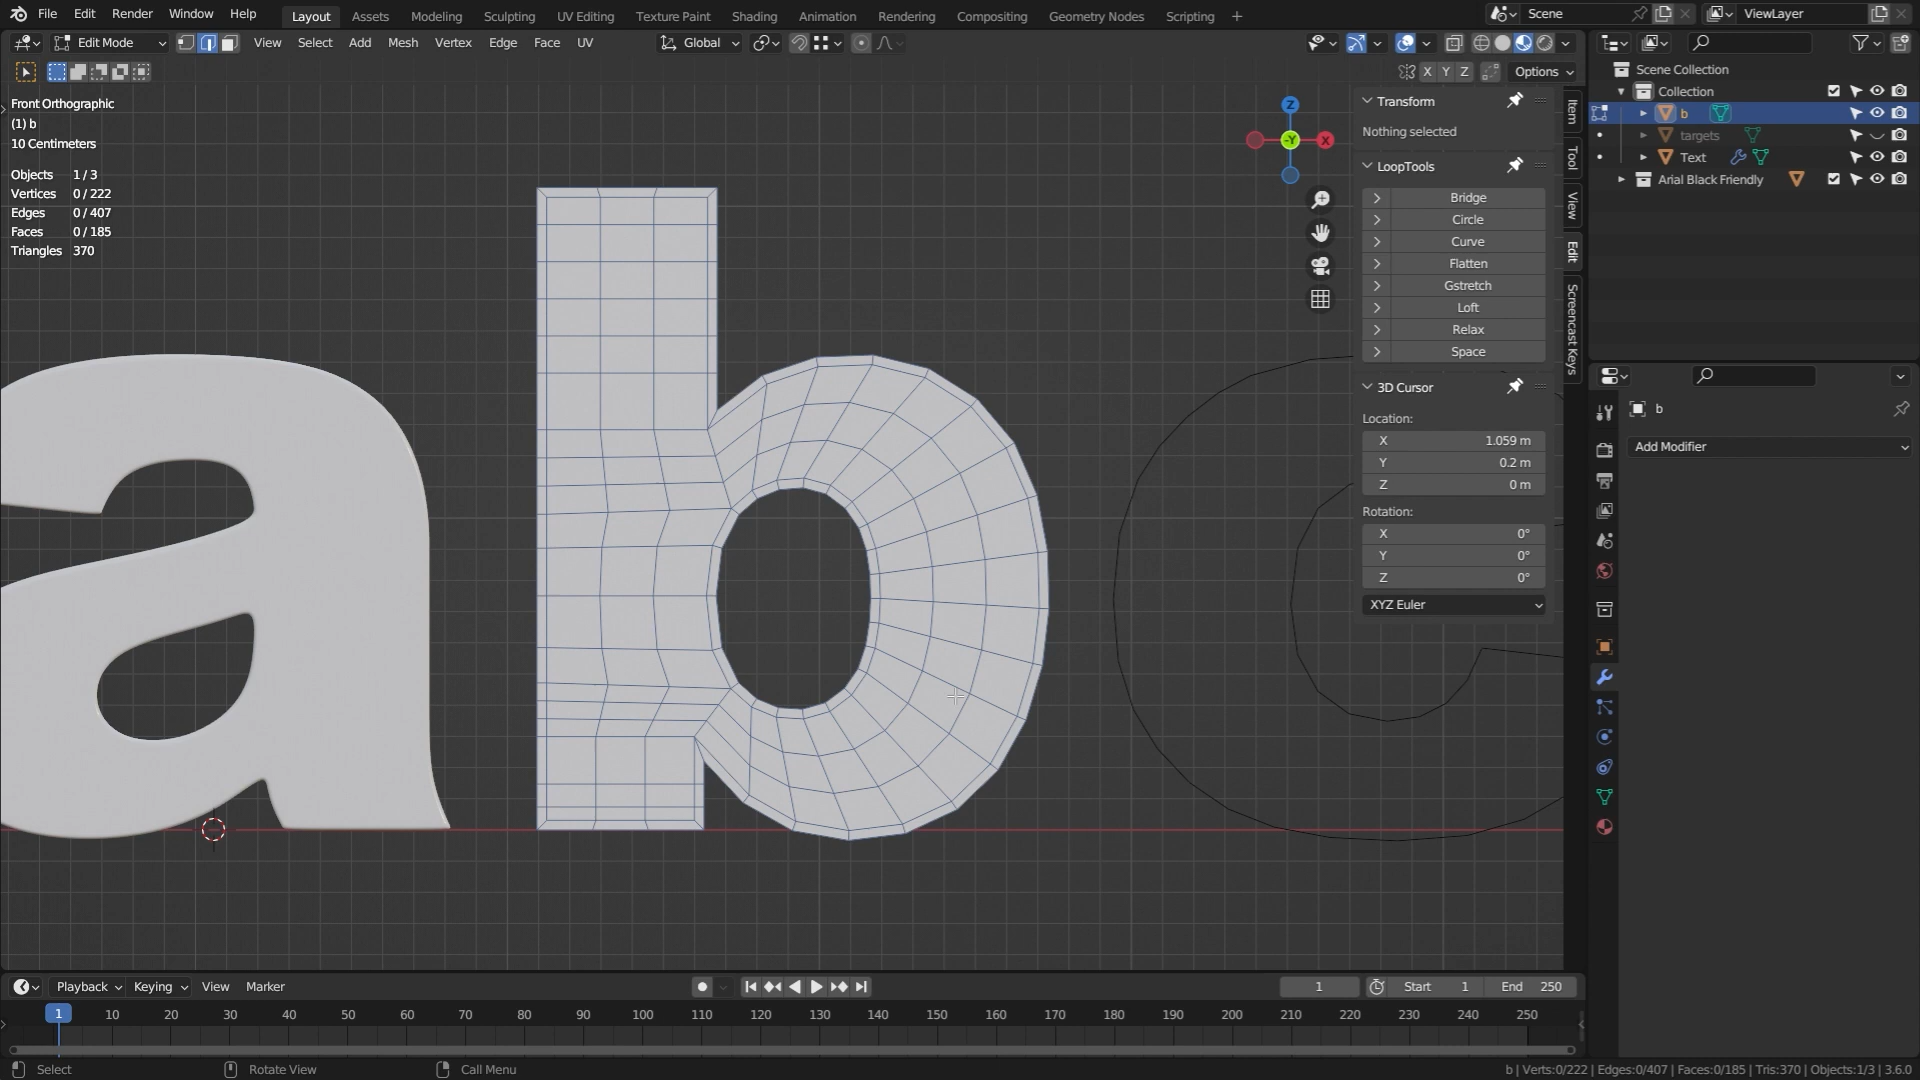 File Edit Render Window Help Layout Assets Modeling Sculpting UV Editing Texture Paint Shading Animation Rendering Compositing Geometry Nodes Scripting + Scene ViewLayer
Edit Mode View Select Add Mesh Vertex Edge Face UV Global
X Y Z Options
Front Orthographic
(1) b
10 Centimeters
Objects 1 / 3
Vertices 0 / 222
Edges 0 / 407
Faces 0 / 185
Triangles 370
Z
-Y
X
a
b
Transform
Nothing selected
LoopTools
Bridge
Circle
Curve
Flatten
Gstretch
Loft
Relax
Space
3D Cursor
Location:
X 1.059 m
Y 0.2 m
Z 0 m
Rotation:
X 0°
Y 0°
Z 0°
XYZ Euler
Item
Tool
View
Edit
Screencast Keys
Scene Collection
Collection
b
targets
Text
Arial Black Friendly
b
Add Modifier
Playback Keying View Marker 1 Start 1 End 250
1 10 20 30 40 50 60 70 80 90 100 110 120 130 140 150 160 170 180 190 200 210 220 230 240 250
Select Rotate View Call Menu b | Verts:0/222 | Edges:0/407 | Faces:0/185 | Tris:370 | Objects:1/3 | 3.6.0